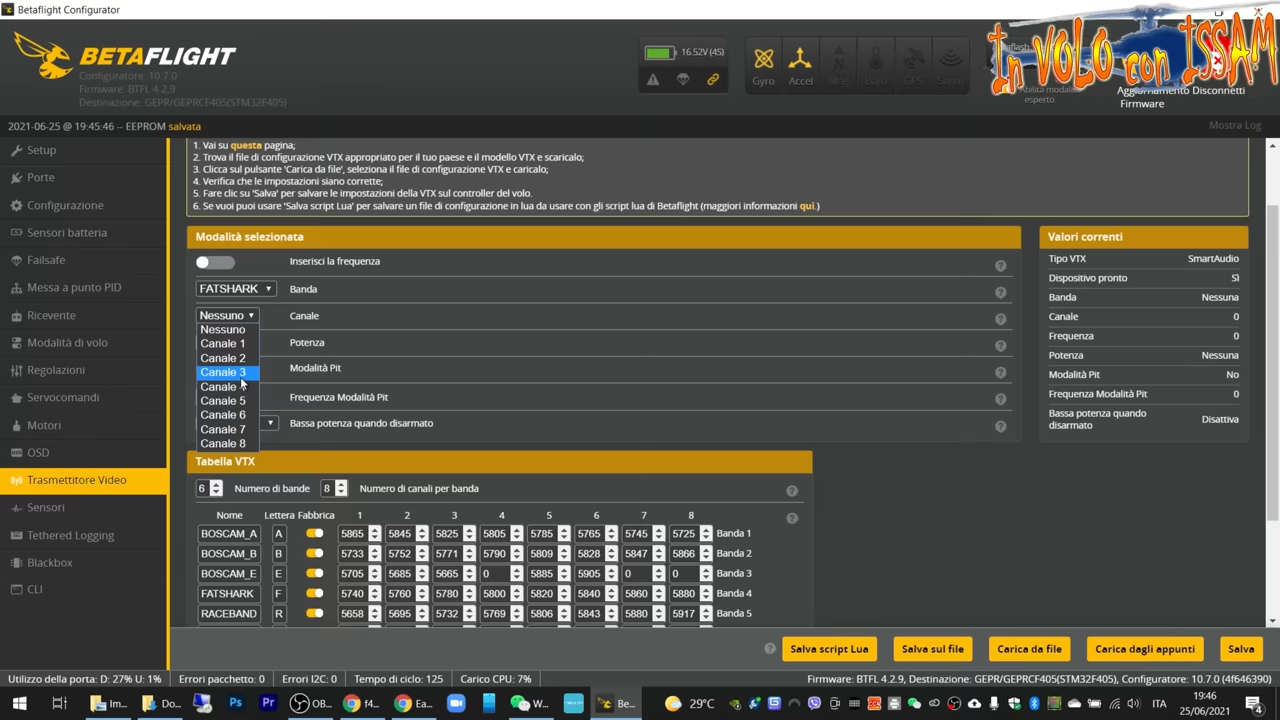 Betaflight Configurator
BETAFLIGHT
Configuratore: 10.7.0
Firmware: BTFL 4.2.9
Destinazione: GEPR/GEPRCF405(STM32F405)
16.52V (4S)
Gyro
Accel
Abilita modalità
esperto
Aggiornamento
Firmware
Disconnetti
In VOLO con ISSAM
2021-06-25 @ 19:45:46 -- EEPROM salvata
Mostra Log
Setup
Porte
Configurazione
Sensori batteria
Failsafe
Messa a punto PID
Ricevente
Modalità di volo
Regolazioni
Servocomandi
Motori
OSD
Trasmettitore Video
Sensori
Tethered Logging
Blackbox
CLI
1. Vai su questa pagina;
2. Trova il file di configurazione VTX appropriato per il tuo paese e il modello VTX e scaricalo;
3. Clicca sul pulsante 'Carica da file', seleziona il file di configurazione VTX e caricalo;
4. Verifica che le impostazioni siano corrette;
5. Fare clic su 'Salva' per salvare le impostazioni della VTX sul controller del volo.
6. Se vuoi puoi usare 'Salva script Lua' per salvare un file di configurazione in lua da usare con gli script lua di Betaflight (maggiori informazioni qui.)
Modalità selezionata
Inserisci la frequenza
FATSHARK Banda
Nessuno Canale
Nessuno
Canale 1
Canale 2
Canale 3
Canale
Canale 5
Canale 6
Canale 7
Canale 8
Potenza
Modalità Pit
Frequenza Modalità Pit
Bassa potenza quando disarmato
Valori correnti
Tipo VTX SmartAudio
Dispositivo pronto Sì
Banda Nessuna
Canale 0
Frequenza 0
Potenza Nessuna
Modalità Pit No
Frequenza Modalità Pit 0
Bassa potenza quando
disarmato Disattiva
Tabella VTX
6 Numero di bande 8 Numero di canali per banda
Nome Lettera Fabbrica 1 2 3 4 5 6 7 8
BOSCAM_A A 5865 5845 5825 5805 5785 5765 5745 5725 Banda 1
BOSCAM_B B 5733 5752 5771 5790 5809 5828 5847 5866 Banda 2
BOSCAM_E E 5705 5685 5665 0 5885 5905 0 0 Banda 3
FATSHARK F 5740 5760 5780 5800 5820 5840 5860 5880 Banda 4
RACEBAND R 5658 5695 5732 5769 5806 5843 5880 5917 Banda 5
Salva script Lua
Salva sul file
Carica da file
Carica dagli appunti
Salva
Utilizzo della porta: D: 27% U: 1%
Errori pacchetto: 0
Errori I2C: 0
Tempo di ciclo: 125
Carico CPU: 7%
Firmware: BTFL 4.2.9, Destinazione: GEPR/GEPRCF405(STM32F405), Configuratore: 10.7.0 (4f646390)
Im...
Do...
Ps
Pr
OB...
f4...
Ea...
W...
Be...
29°C
ITA
19:46
25/06/2021
4